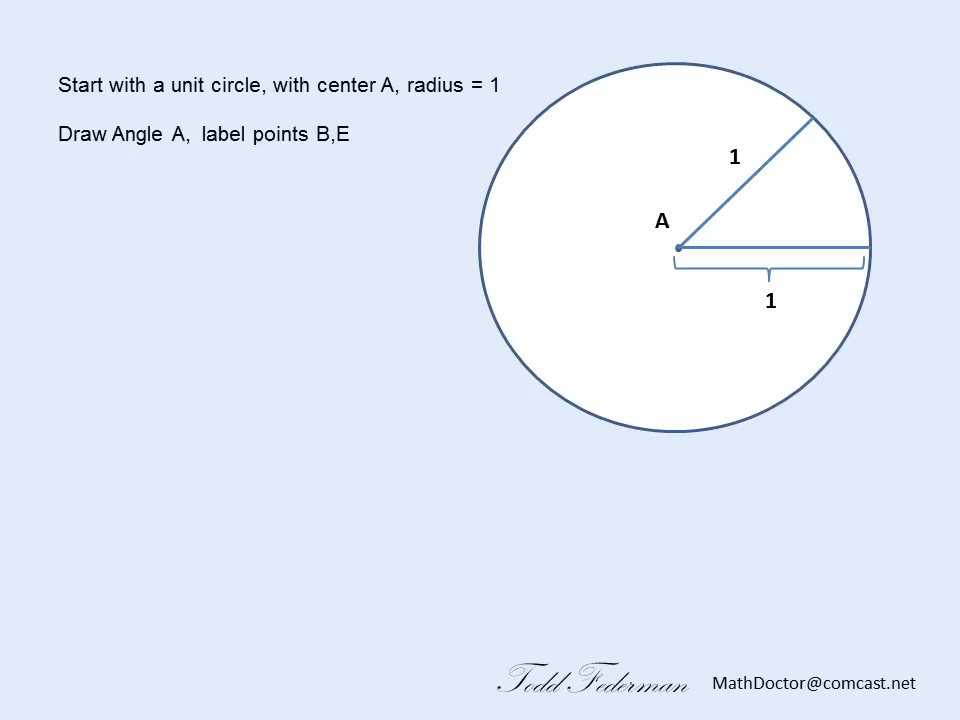 Start with a unit circle, with center A, radius = 1
Draw Angle A, label points B,E
1
A
1
Todd Federman
MathDoctor@comcast.net